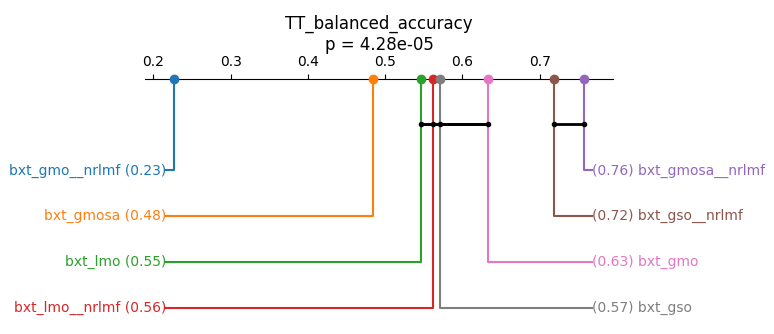 TT_balanced_accuracy
p = 4.28e-05
0.2 0.3 0.4 0.5 0.6 0.7
bxt_gmo__nrlmf (0.23) (0.76) bxt_gmosa__nrlmf
bxt_gmosa (0.48) (0.72) bxt_gso__nrlmf
bxt_lmo (0.55) (0.63) bxt_gmo
bxt_lmo__nrlmf (0.56) (0.57) bxt_gso